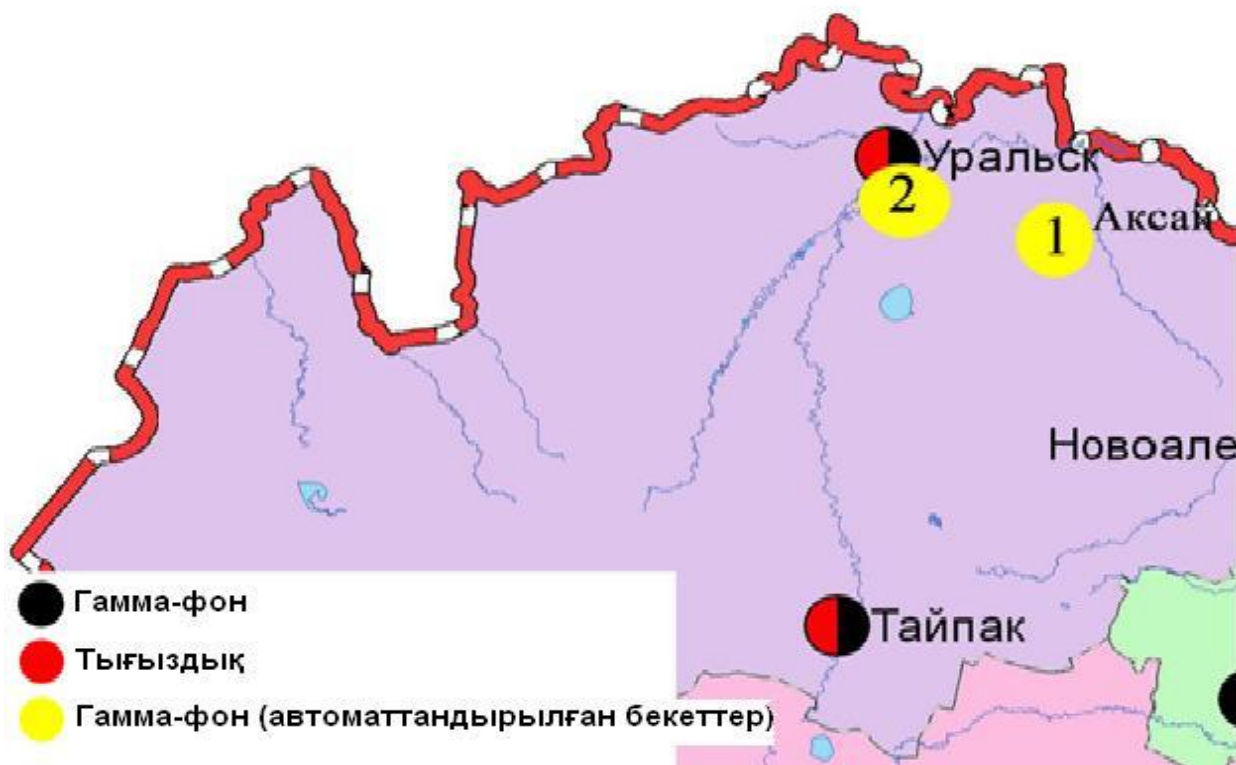 Уральск
2
Аксай
1
Новоале
Тайпак
Гамма-фон
Тығыздық
Гамма-фон (автоматтандырылған бекеттер)